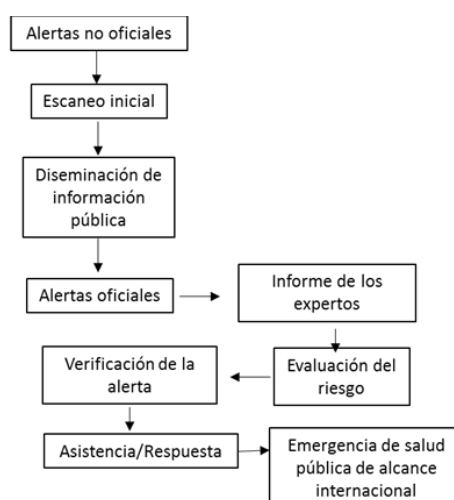 Alertas no oficiales
Escaneo inicial
Diseminación de
información
pública
Alertas oficiales
Informe de los
expertos
Verificación de la
alerta
Evaluación del
riesgo
Asistencia/Respuesta
Emergencia de salud
pública de alcance
internacional